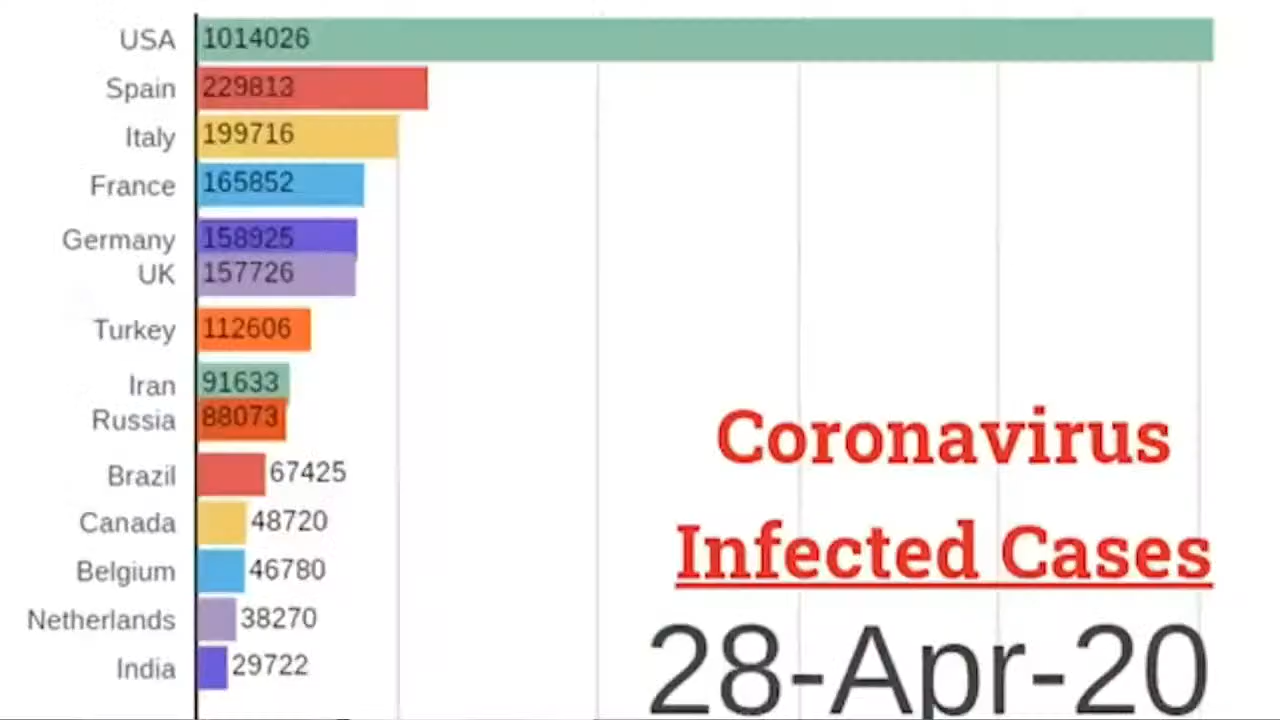 USA 1014026
Spain 229813
Italy 199716
France 165852
Germany 158925
UK 157726
Turkey 112606
Iran 91633
Russia 88073
Brazil 67425
Canada 48720
Belgium 46780
Netherlands 38270
India 29722
Coronavirus
Infected Cases
28-Apr-20